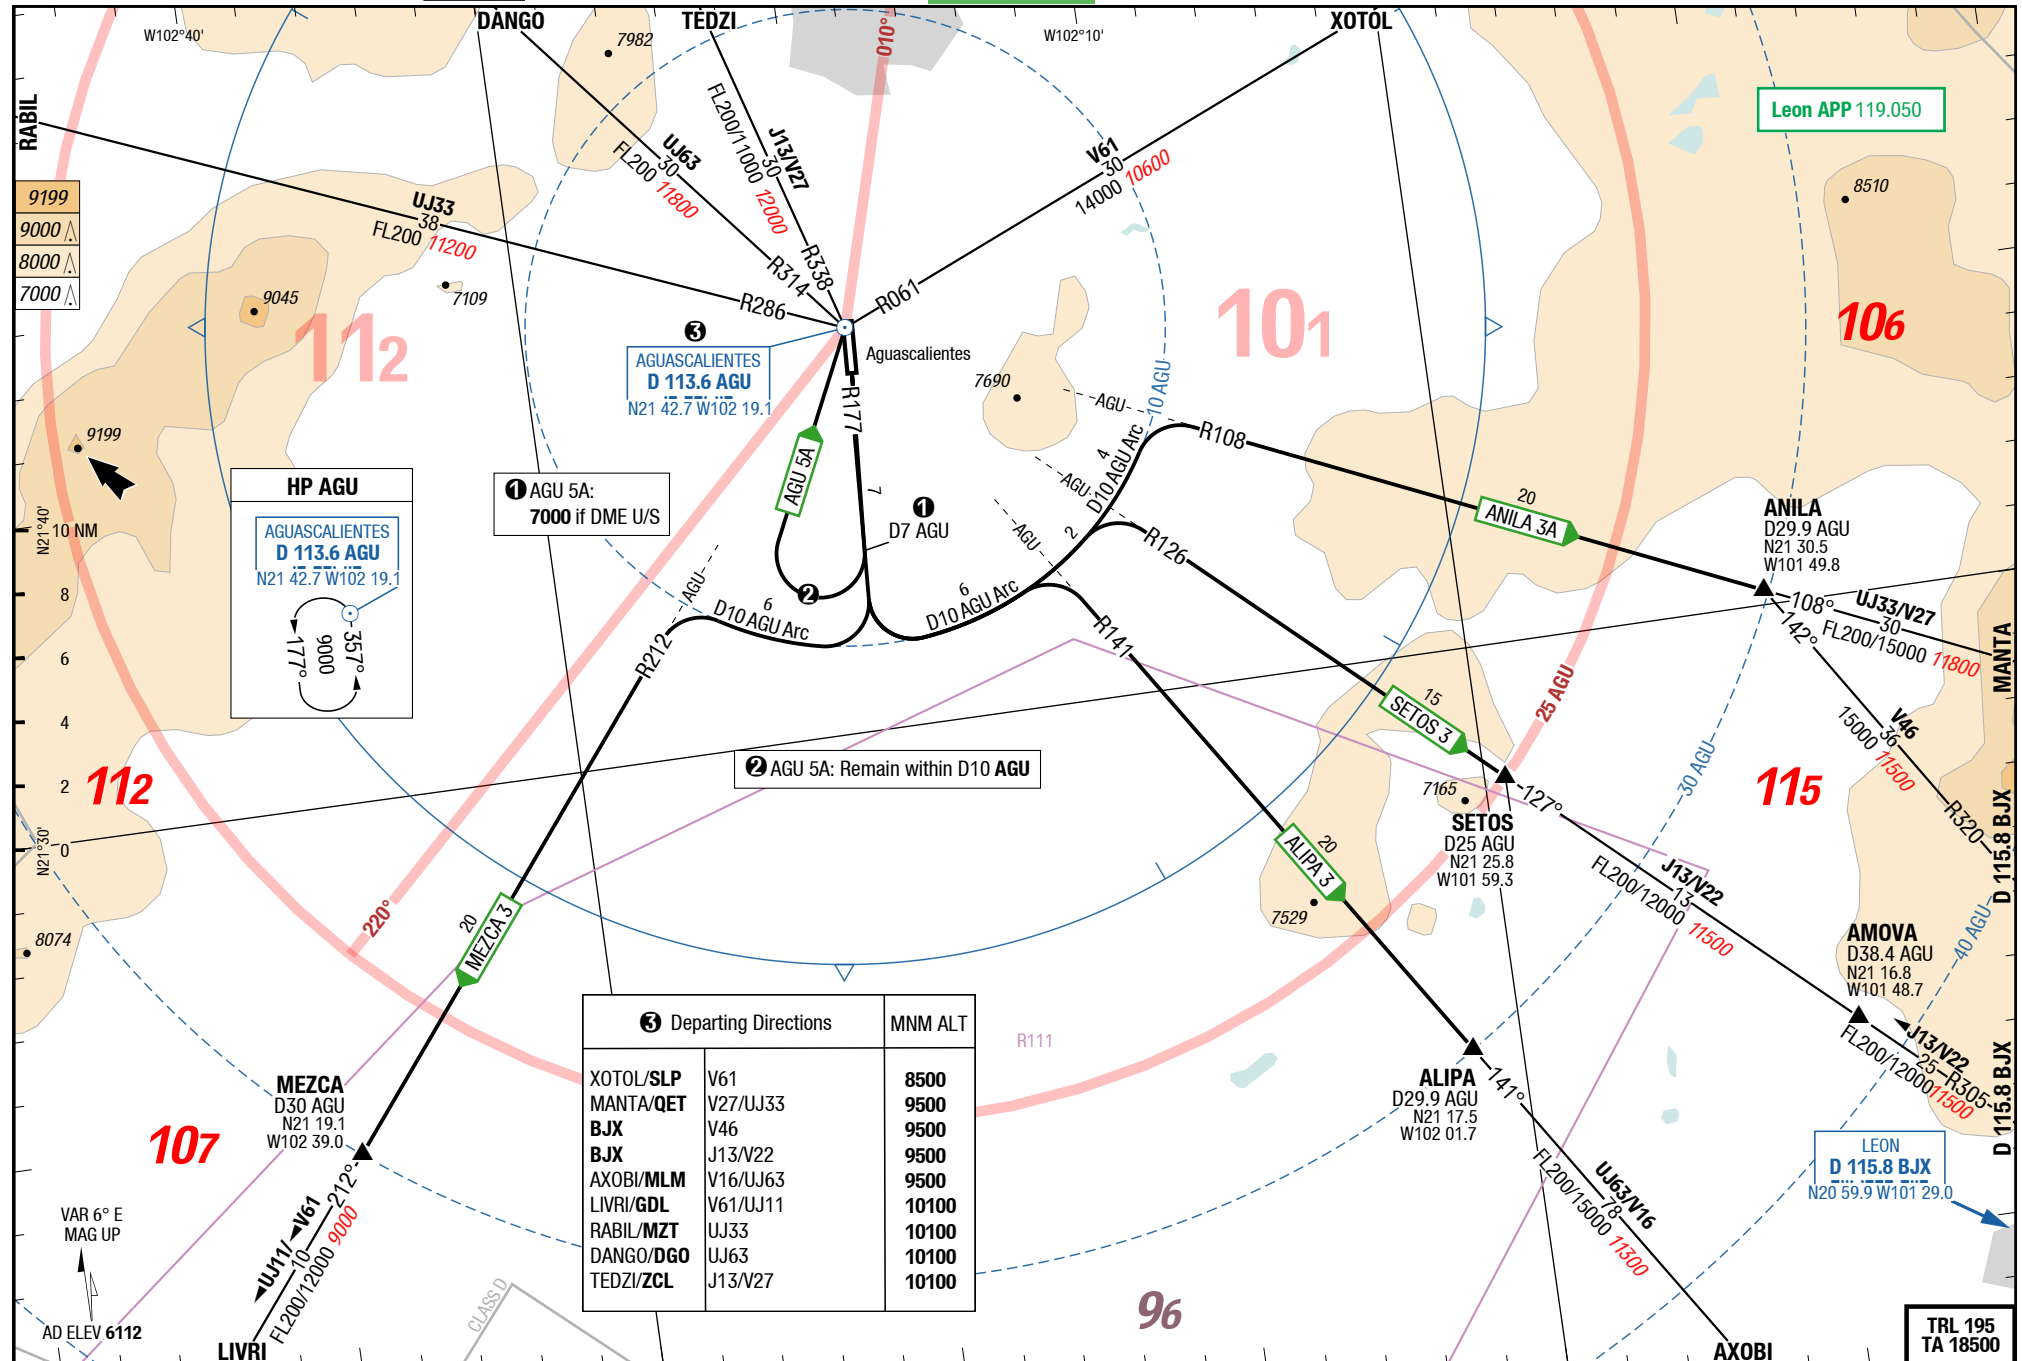 DANGO
TEDZI
XOTOL
W102°40'
W102°10'
7982
010°
RABIL
Leon APP 119.050
FL200/11000 12000
J13/V27
30
UJ63
30
FL200 11800
V61
30
14000 10600
8510
9199
9000
8000
7000
UJ33
38
FL200 11200
9045
7109
R338
R314
R286
R061
112
101
106
3
AGUASCALIENTES
D 113.6 AGU
N21 42.7 W102 19.1
Aguascalientes
7690
AGU
10 AGU
R177
9199
R108
4
D10 AGU Arc
AGU 5A
HP AGU
AGUASCALIENTES
D 113.6 AGU
N21 42.7 W102 19.1
177°
9000
357°
1 AGU 5A:
7000 if DME U/S
7
1
D7 AGU
AGU
AGU
2
R126
20
ANILA 3A
ANILA
D29.9 AGU
N21 30.5
W101 49.8
N21°40'
10 NM
8
6
4
2
0
N21°30'
2
AGU
6
D10 AGU Arc
6
D10 AGU Arc
R212
R141
108°
UJ33/V27
30
FL200/15000 11800
142°
MANTA
15
SETOS 3
25 AGU
V46
36
15000 11500
R320
D 115.8 BJX
30 AGU
112
115
2 AGU 5A: Remain within D10 AGU
7165
SETOS
D25 AGU
N21 25.8
W101 59.3
127°
J13/V22
13
FL200/12000 11500
20
ALIPA 3
7529
220°
20
MEZCA 3
8074
AMOVA
D38.4 AGU
N21 16.8
W101 48.7
40 AGU
J13/V22
25
R305
FL200/12000 11500
D 115.8 BJX
3 Departing Directions MNM ALT
XOTOL/SLP V61 8500
MANTA/QET V27/UJ33 9500
BJX V46 9500
BJX J13/V22 9500
AXOBI/MLM V16/UJ63 9500
LIVRI/GDL V61/UJ11 10100
RABIL/MZT UJ33 10100
DANGO/DGO UJ63 10100
TEDZI/ZCL J13/V27 10100
R111
MEZCA
D30 AGU
N21 19.1
W102 39.0
ALIPA
D29.9 AGU
N21 17.5
W102 01.7
141°
107
LEON
D 115.8 BJX
N20 59.9 W101 29.0
UJ63/V16
78
FL200/15000 11300
212°
UJ11/ V61
10
FL200/12000 9000
VAR 6° E
MAG UP
AD ELEV 6112
CLASS D
96
LIVRI
AXOBI
TRL 195
TA 18500